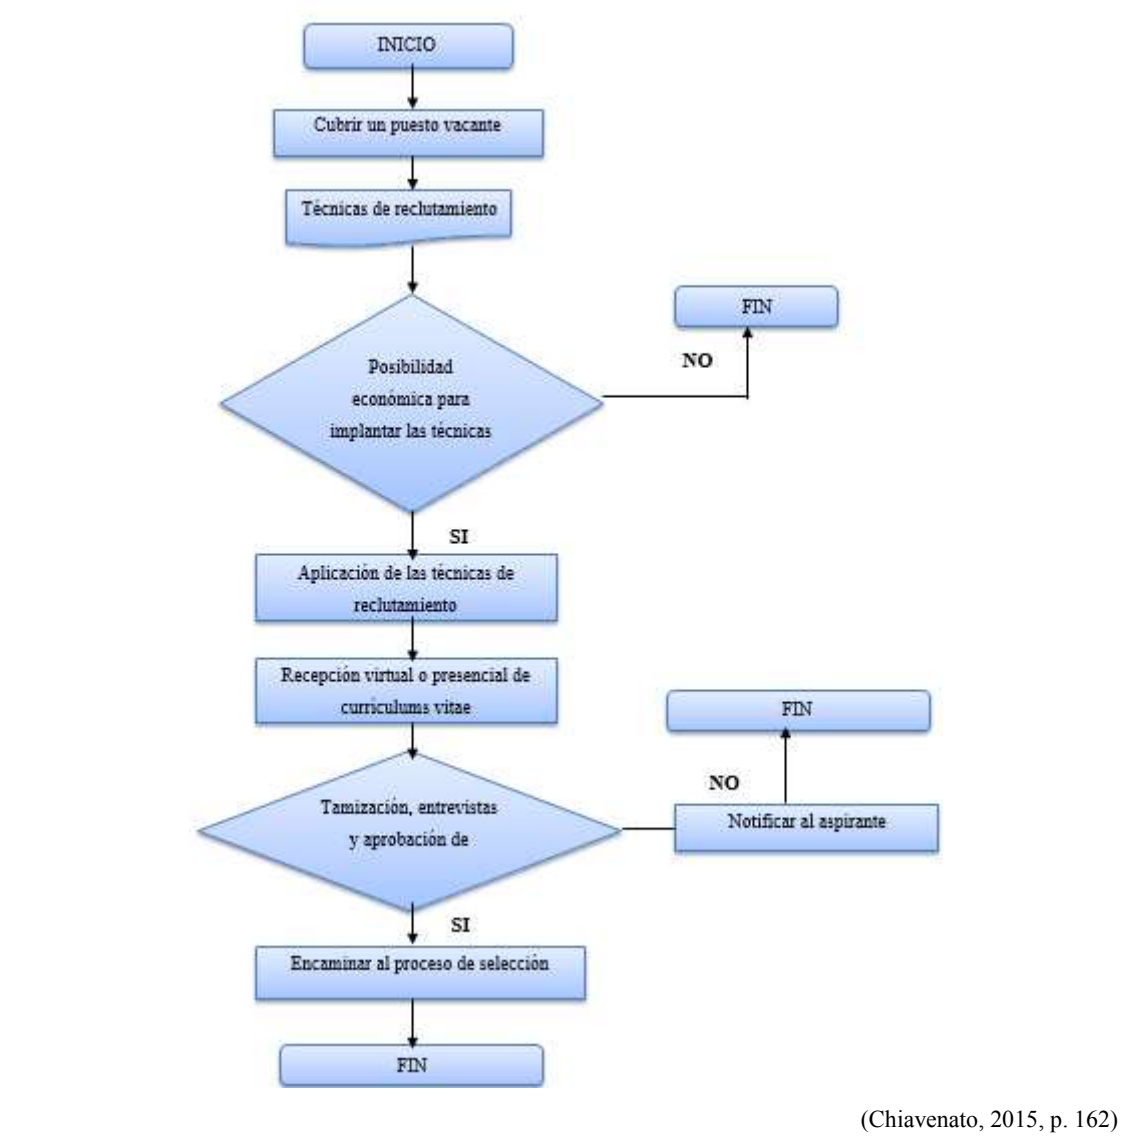 INICIO
Cubrir un puesto vacante
Técnicas de reclutamiento
Posibilidad
económica para
implantar las técnicas
NO
FIN
SI
Aplicación de las técnicas de
reclutamiento
Recepción virtual o presencial de
curriculums vitae
Tamización, entrevistas
y aprobación de
NO
Notificar al aspirante
FIN
SI
Encaminar al proceso de selección
FIN
(Chiavenato, 2015, p. 162)